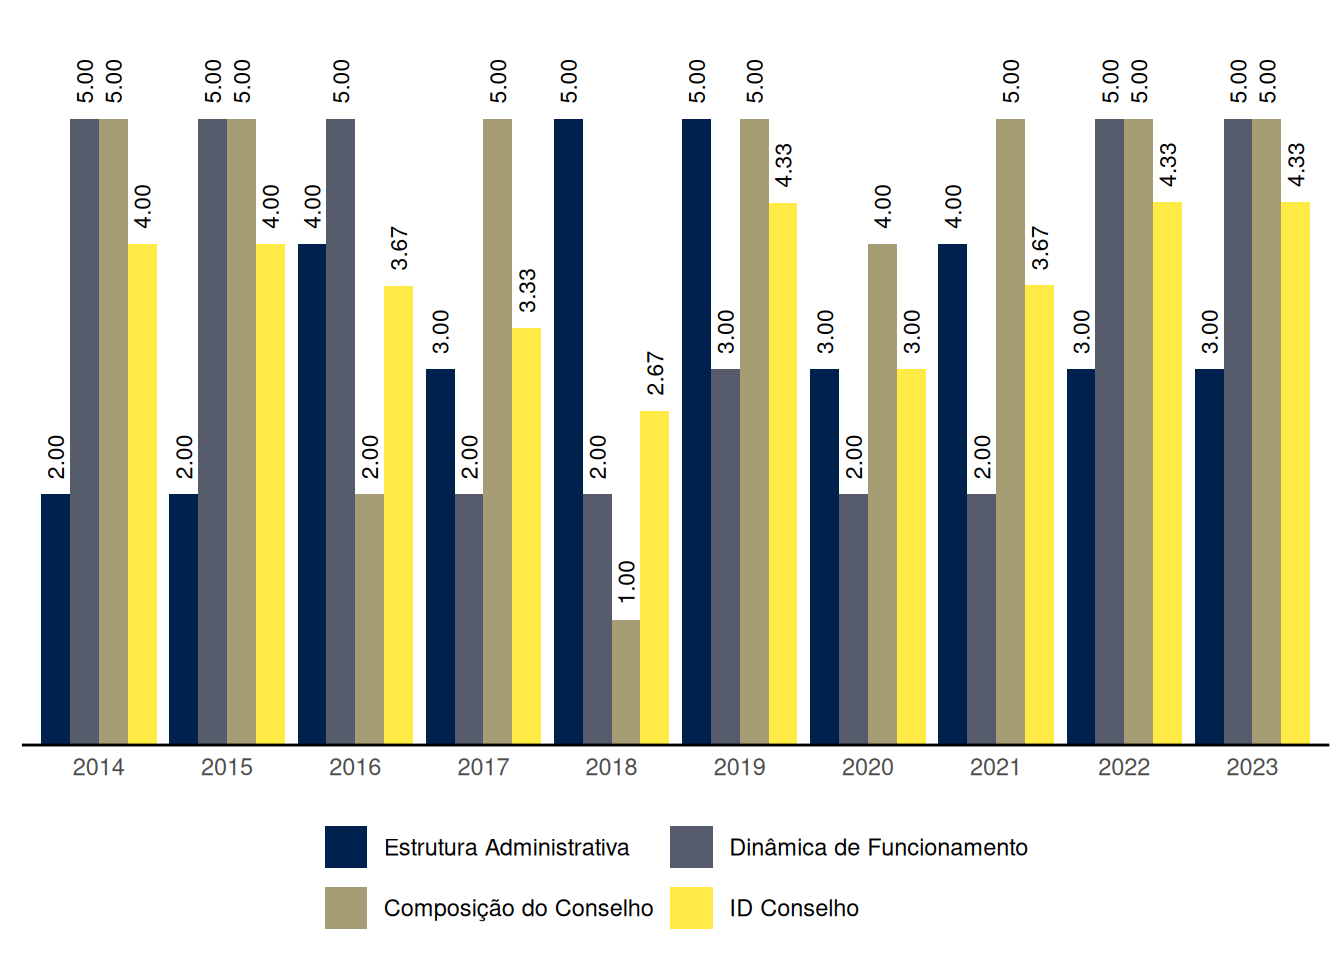 5.00 5.00 5.00 5.00 5.00 5.00 5.00 5.00 5.00 5.00 5.00 5.00 5.00 5.00
4.00 4.00 4.00 3.67 3.33 4.33 4.00 4.00 3.67 4.33 4.33
3.00 2.67 3.00 3.00 3.00 3.00 3.00
2.00 2.00 2.00 2.00 2.00 2.00 2.00
1.00
2014 2015 2016 2017 2018 2019 2020 2021 2022 2023
Estrutura Administrativa Dinâmica de Funcionamento
Composição do Conselho ID Conselho